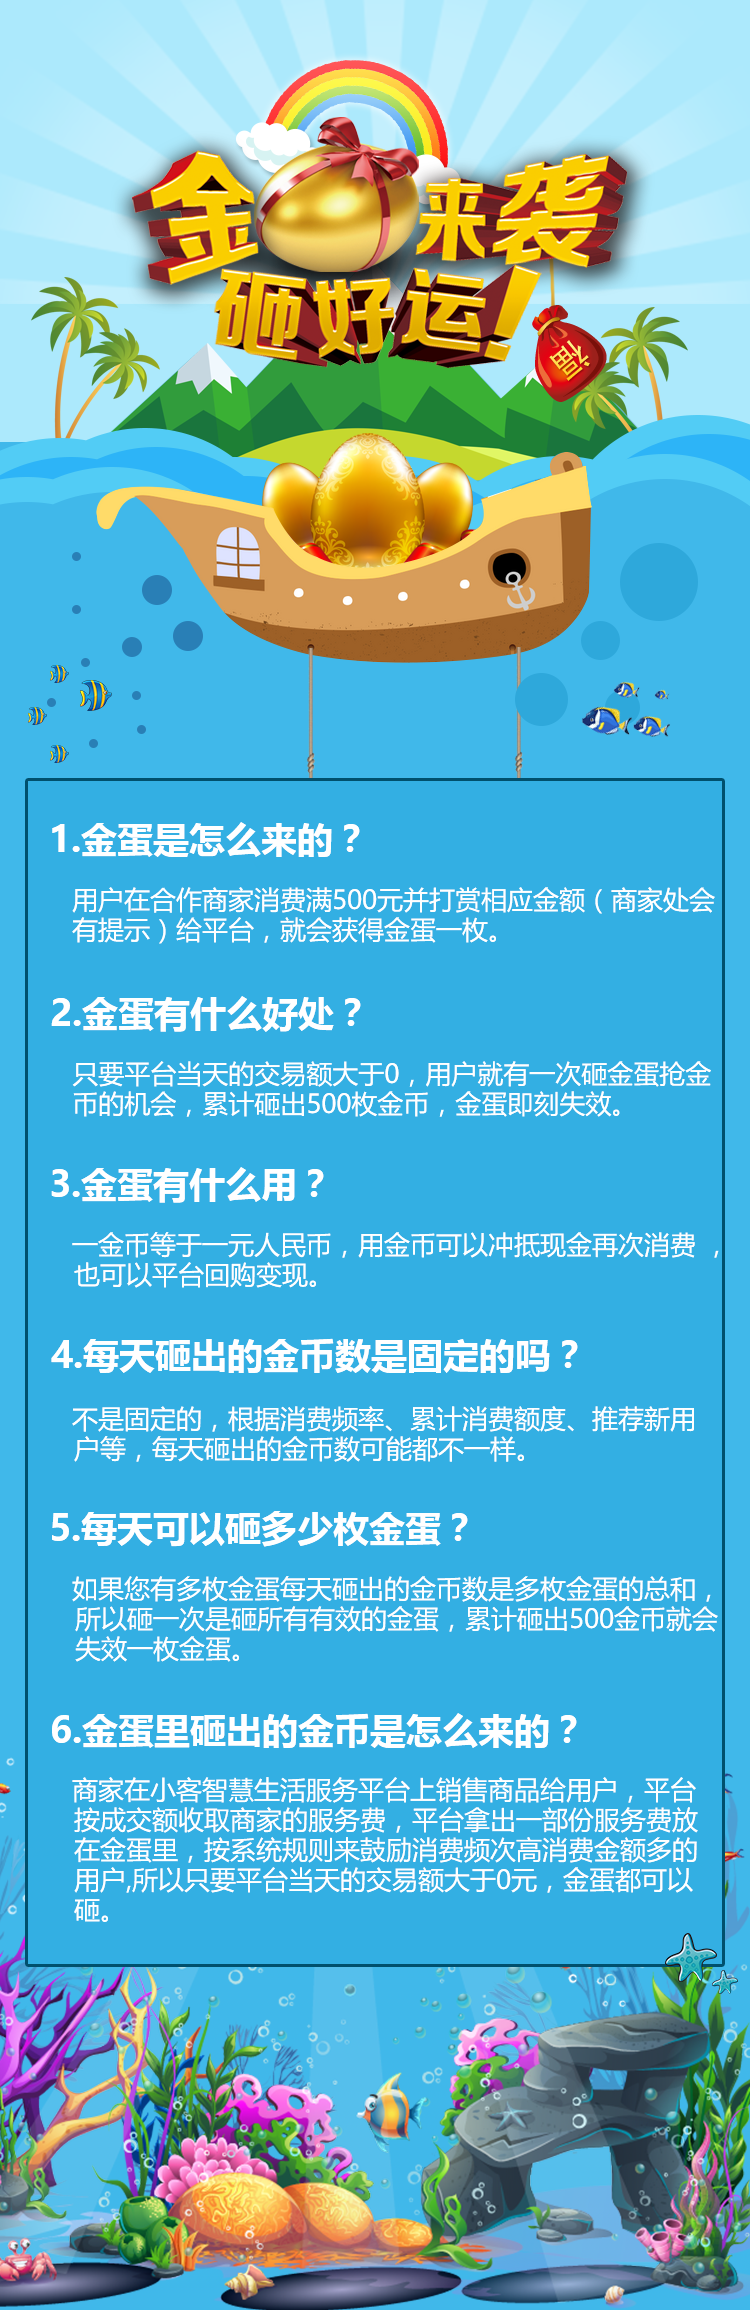 金来袭
砸好运！
福
1.金蛋是怎么来的？
用户在合作商家消费满500元并打赏相应金额（商家处会
有提示）给平台，就会获得金蛋一枚。
2.金蛋有什么好处？
只要平台当天的交易额大于0，用户就有一次砸金蛋抢金
币的机会，累计砸出500枚金币，金蛋即刻失效。
3.金蛋有什么用？
一金币等于一元人民币，用金币可以冲抵现金再次消费 ，
也可以平台回购变现。
4.每天砸出的金币数是固定的吗？
不是固定的，根据消费频率、累计消费额度、推荐新用
户等，每天砸出的金币数可能都不一样。
5.每天可以砸多少枚金蛋？
如果您有多枚金蛋每天砸出的金币数是多枚金蛋的总和，
所以砸一次是砸所有有效的金蛋，累计砸出500金币就会
失效一枚金蛋。
6.金蛋里砸出的金币是怎么来的？
商家在小客智慧生活服务平台上销售商品给用户，平台
按成交额收取商家的服务费，平台拿出一部份服务费放
在金蛋里，按系统规则来鼓励消费频次高消费金额多的
用户,所以只要平台当天的交易额大于0元，金蛋都可以
砸。